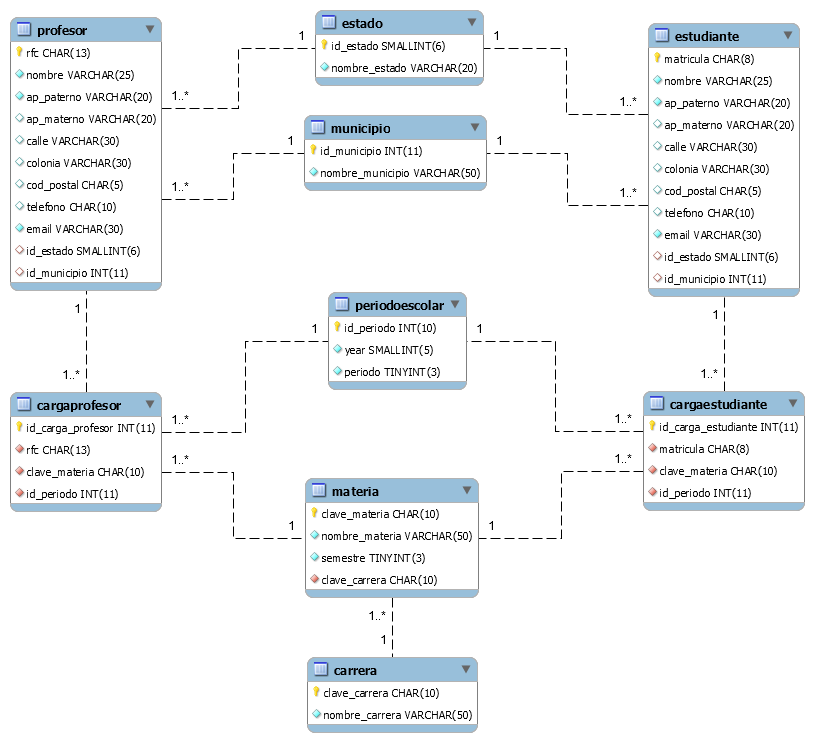 profesor
rfc CHAR(13)
nombre VARCHAR(25)
ap_paterno VARCHAR(20)
ap_materno VARCHAR(20)
calle VARCHAR(30)
colonia VARCHAR(30)
cod_postal CHAR(5)
telefono CHAR(10)
email VARCHAR(30)
id_estado SMALLINT(6)
id_municipio INT(11)
1
1..*
estado
id_estado SMALLINT(6)
nombre_estado VARCHAR(20)
1
1..*
municipio
id_municipio INT(11)
nombre_municipio VARCHAR(50)
1
1..*
1
1..*
estudiante
matricula CHAR(8)
nombre VARCHAR(25)
ap_paterno VARCHAR(20)
ap_materno VARCHAR(20)
calle VARCHAR(30)
colonia VARCHAR(30)
cod_postal CHAR(5)
telefono CHAR(10)
email VARCHAR(30)
id_estado SMALLINT(6)
id_municipio INT(11)
1
1..*
1
periodoescolar
id_periodo INT(10)
year SMALLINT(5)
periodo TINYINT(3)
1
1
1..*
cargaprofesor
id_carga_profesor INT(11)
rfc CHAR(13)
clave_materia CHAR(10)
id_periodo INT(11)
1..*
1..*
1
materia
clave_materia CHAR(10)
nombre_materia VARCHAR(50)
semestre TINYINT(3)
clave_carrera CHAR(10)
1
1..*
1..*
cargaestudiante
id_carga_estudiante INT(11)
matricula CHAR(8)
clave_materia CHAR(10)
id_periodo INT(11)
1..*
1
carrera
clave_carrera CHAR(10)
nombre_carrera VARCHAR(50)